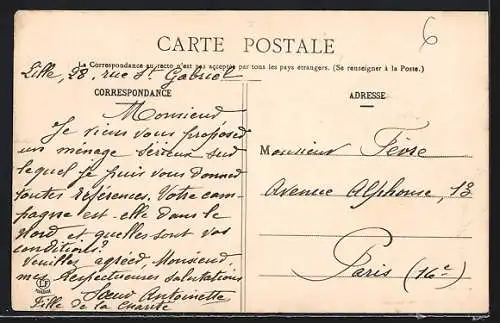 6
CARTE POSTALE
La Correspondance au recto n'est pas acceptée par tous les pays étrangers. (Se renseigner à la Poste.)
Lille, 28, rue St Gabriel
CORRESPONDANCE
Monsieur
Je viens vous proposer
un ménage sérieux sur
lequel je puis vous donner
toutes références. Votre cam-
pagne est-elle dans le
Nord et quelles sont vos
conditions?
Veuillez agréer, Monsieur,
mes Respectueuses salutations
Sœur Antoinette
Fille de la Charité
ADRESSE
Monsieur Fèvre
Avenue Alphonse, 13
Paris (16e)